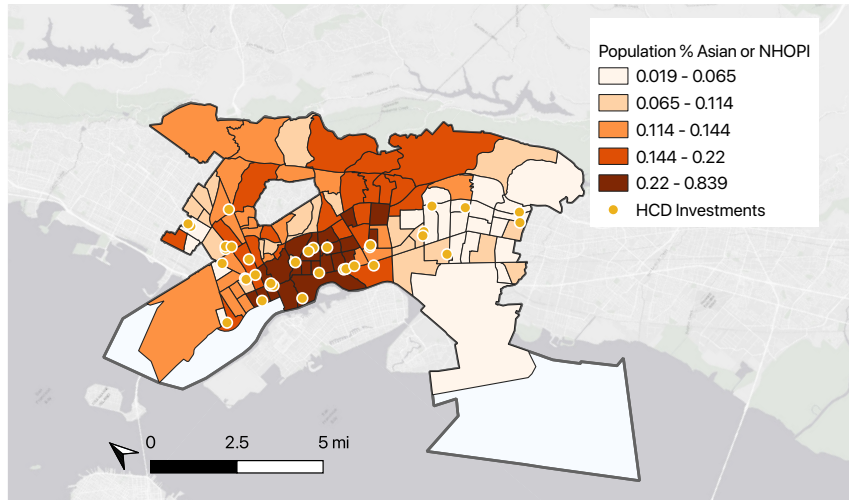 Population % Asian or NHOPI
0.019 - 0.065
0.065 - 0.114
0.114 - 0.144
0.144 - 0.22
0.22 - 0.839
HCD Investments
0 2.5 5 mi